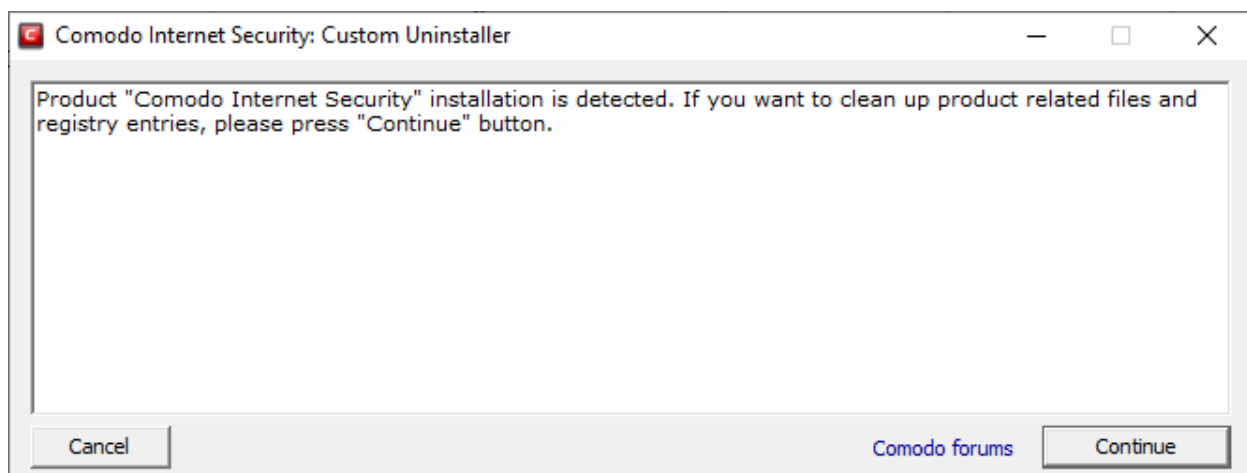 Comodo Internet Security: Custom Uninstaller
Product "Comodo Internet Security" installation is detected. If you want to clean up product related files and
registry entries, please press "Continue" button.
Cancel
Comodo forums
Continue